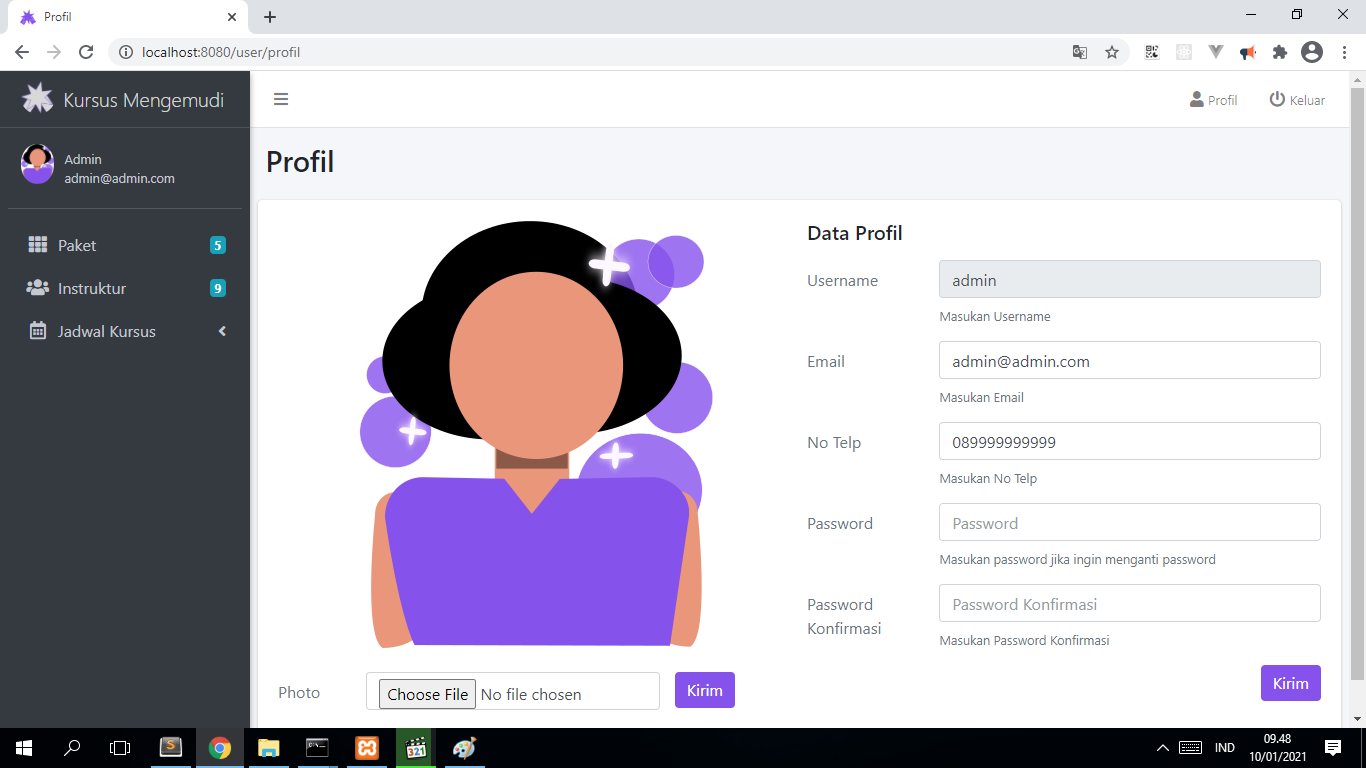 Profil
localhost:8080/user/profil
Kursus Mengemudi
Profil
Keluar
Admin
admin@admin.com
Paket 5
Instruktur 9
Jadwal Kursus
Profil
Data Profil
Username
admin
Masukan Username
Email
admin@admin.com
Masukan Email
No Telp
089999999999
Masukan No Telp
Password
Password
Masukan password jika ingin menganti password
Password
Konfirmasi
Password Konfirmasi
Masukan Password Konfirmasi
Kirim
Photo
Choose File No file chosen
Kirim
321
IND
09.48
10/01/2021